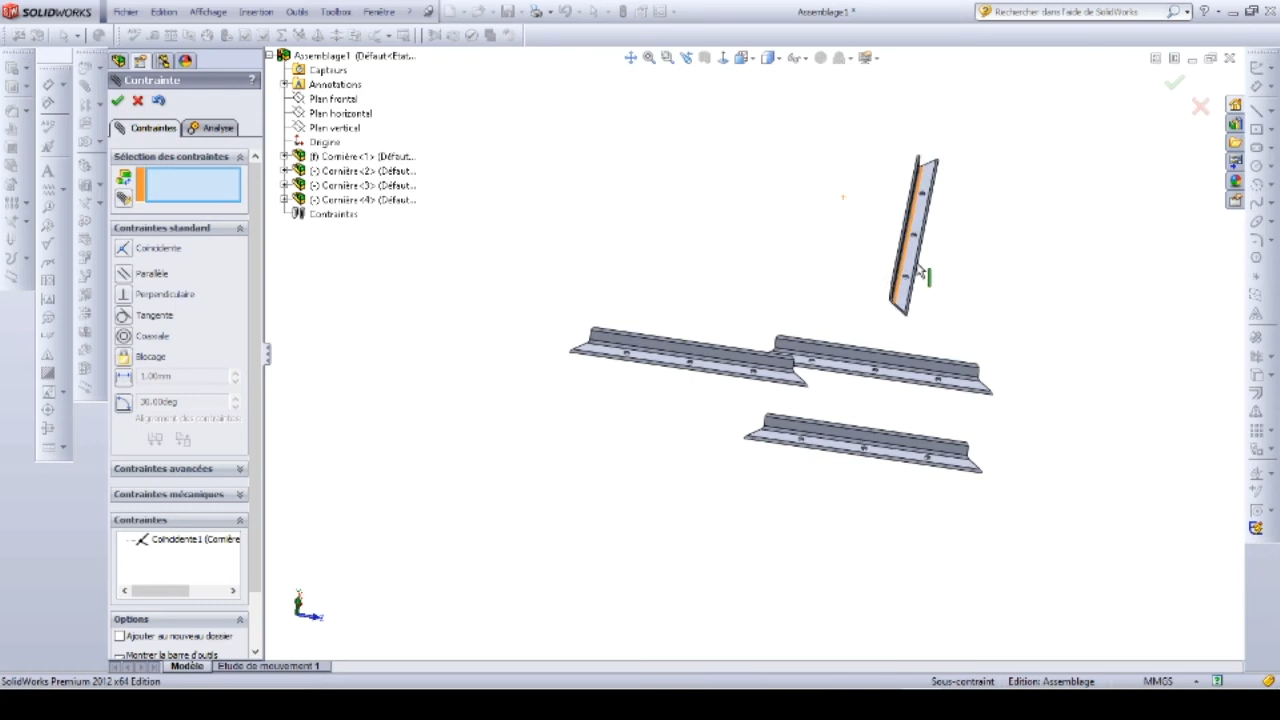 SOLIDWORKS Fichier Edition Affichage Insertion Outils Toolbox Fenêtre ? Assemblage1 * Rechercher dans l'aide de SolidWorks
Contrainte ?
Contraintes Analyse
Sélection des contraintes
Contraintes standard
Coïncidente
Parallèle
Perpendiculaire
Tangente
Coaxiale
Blocage
1.00mm
30.00deg
Alignement des contraintes:
Contraintes avancées
Contraintes mécaniques
Contraintes
Coïncidente1 (Cornière
Options
Ajouter au nouveau dossier
Montrer la barre d'outils
Assemblage1 (Défaut<Etat...
Capteurs
Annotations
Plan frontal
Plan horizontal
Plan vertical
Origine
(f) Cornière<1> (Défaut...
(-) Cornière<2> (Défaut...
(-) Cornière<3> (Défaut...
(-) Cornière<4> (Défaut...
Contraintes
Modèle Etude de mouvement 1
SolidWorks Premium 2012 x64 Edition Sous-contraint Edition: Assemblage MMGS